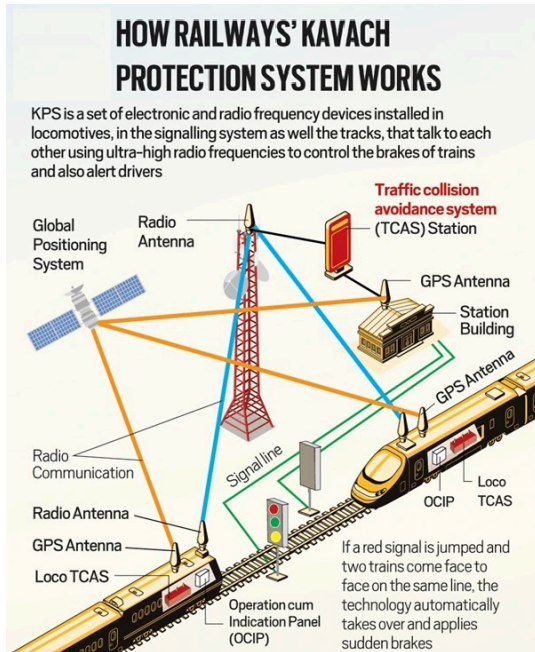 HOW RAILWAYS' KAVACH
PROTECTION SYSTEM WORKS
KPS is a set of electronic and radio frequency devices installed in
locomotives, in the signalling system as well the tracks, that talk to each
other using ultra-high radio frequencies to control the brakes of trains
and also alert drivers
Global
Positioning
System
Radio
Antenna
Traffic collision
avoidance system
(TCAS) Station
GPS Antenna
Station
Building
GPS Antenna
Radio
Communication
Signal line
OCIP
Loco
TCAS
Radio Antenna
GPS Antenna
Loco TCAS
Operation cum
Indication Panel
(OCIP)
If a red signal is jumped and
two trains come face to
face on the same line, the
technology automatically
takes over and applies
sudden brakes